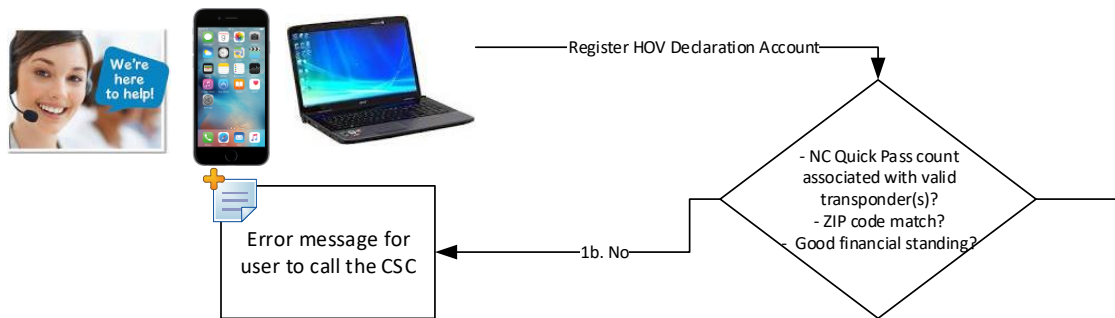 We're
here
to help!
Register HOV Declaration Account
- NC Quick Pass count
associated with valid
transponder(s)?
- ZIP code match?
- Good financial standing?
1b. No
Error message for
user to call the CSC